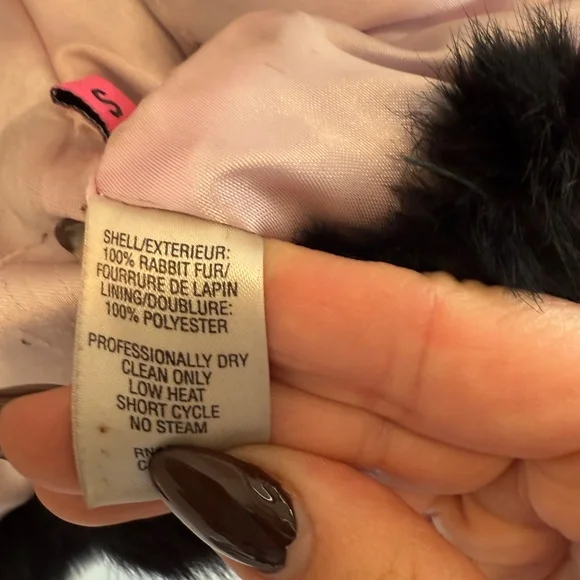 S
SHELL/EXTERIEUR:
100% RABBIT FUR/
FOURRURE DE LAPIN
LINING/DOUBLURE:
100% POLYESTER
PROFESSIONALLY DRY
CLEAN ONLY
LOW HEAT
SHORT CYCLE
NO STEAM